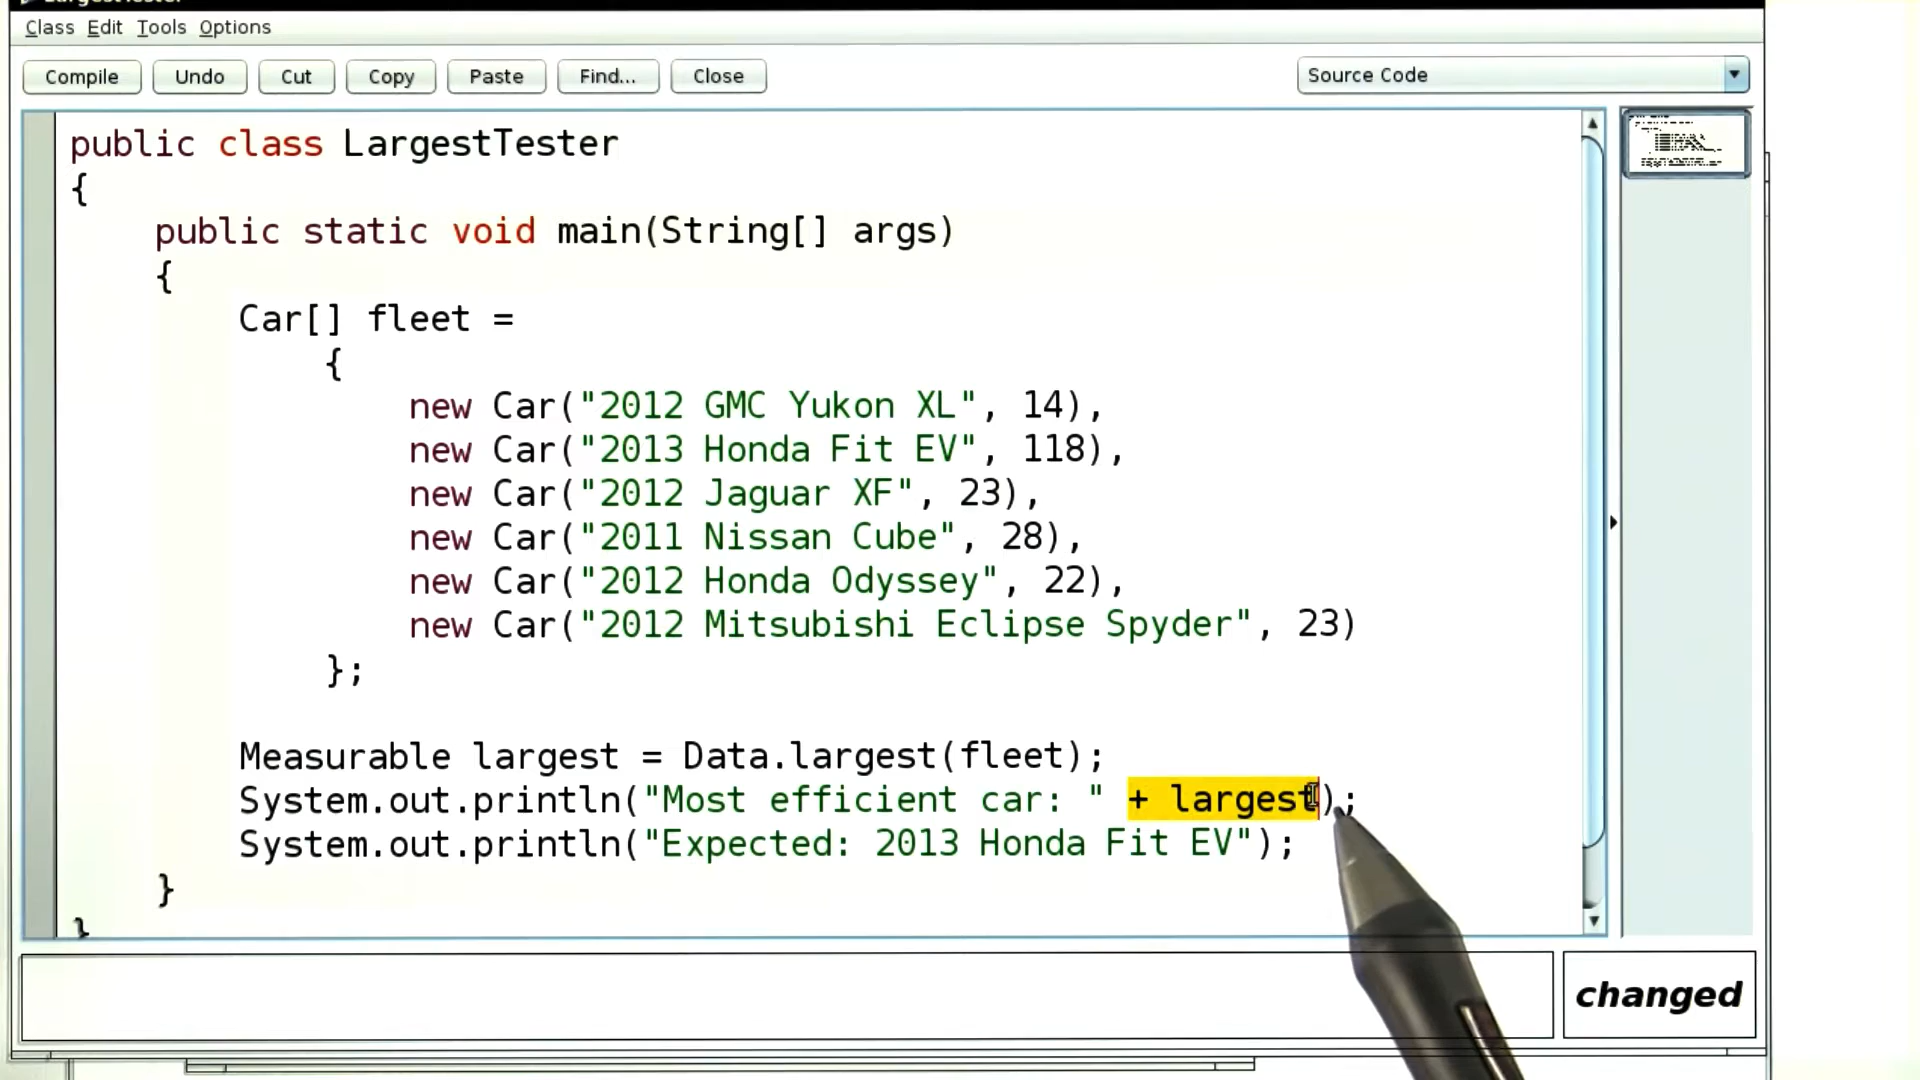 LargestTester
Class Edit Tools Options
Compile Undo Cut Copy Paste Find... Close Source Code
public class LargestTester
{
public static void main(String[] args)
{
Car[] fleet =
{
new Car("2012 GMC Yukon XL", 14),
new Car("2013 Honda Fit EV", 118),
new Car("2012 Jaguar XF", 23),
new Car("2011 Nissan Cube", 28),
new Car("2012 Honda Odyssey", 22),
new Car("2012 Mitsubishi Eclipse Spyder", 23)
};
Measurable largest = Data.largest(fleet);
System.out.println("Most efficient car: " + largest);
System.out.println("Expected: 2013 Honda Fit EV");
}
}
changed